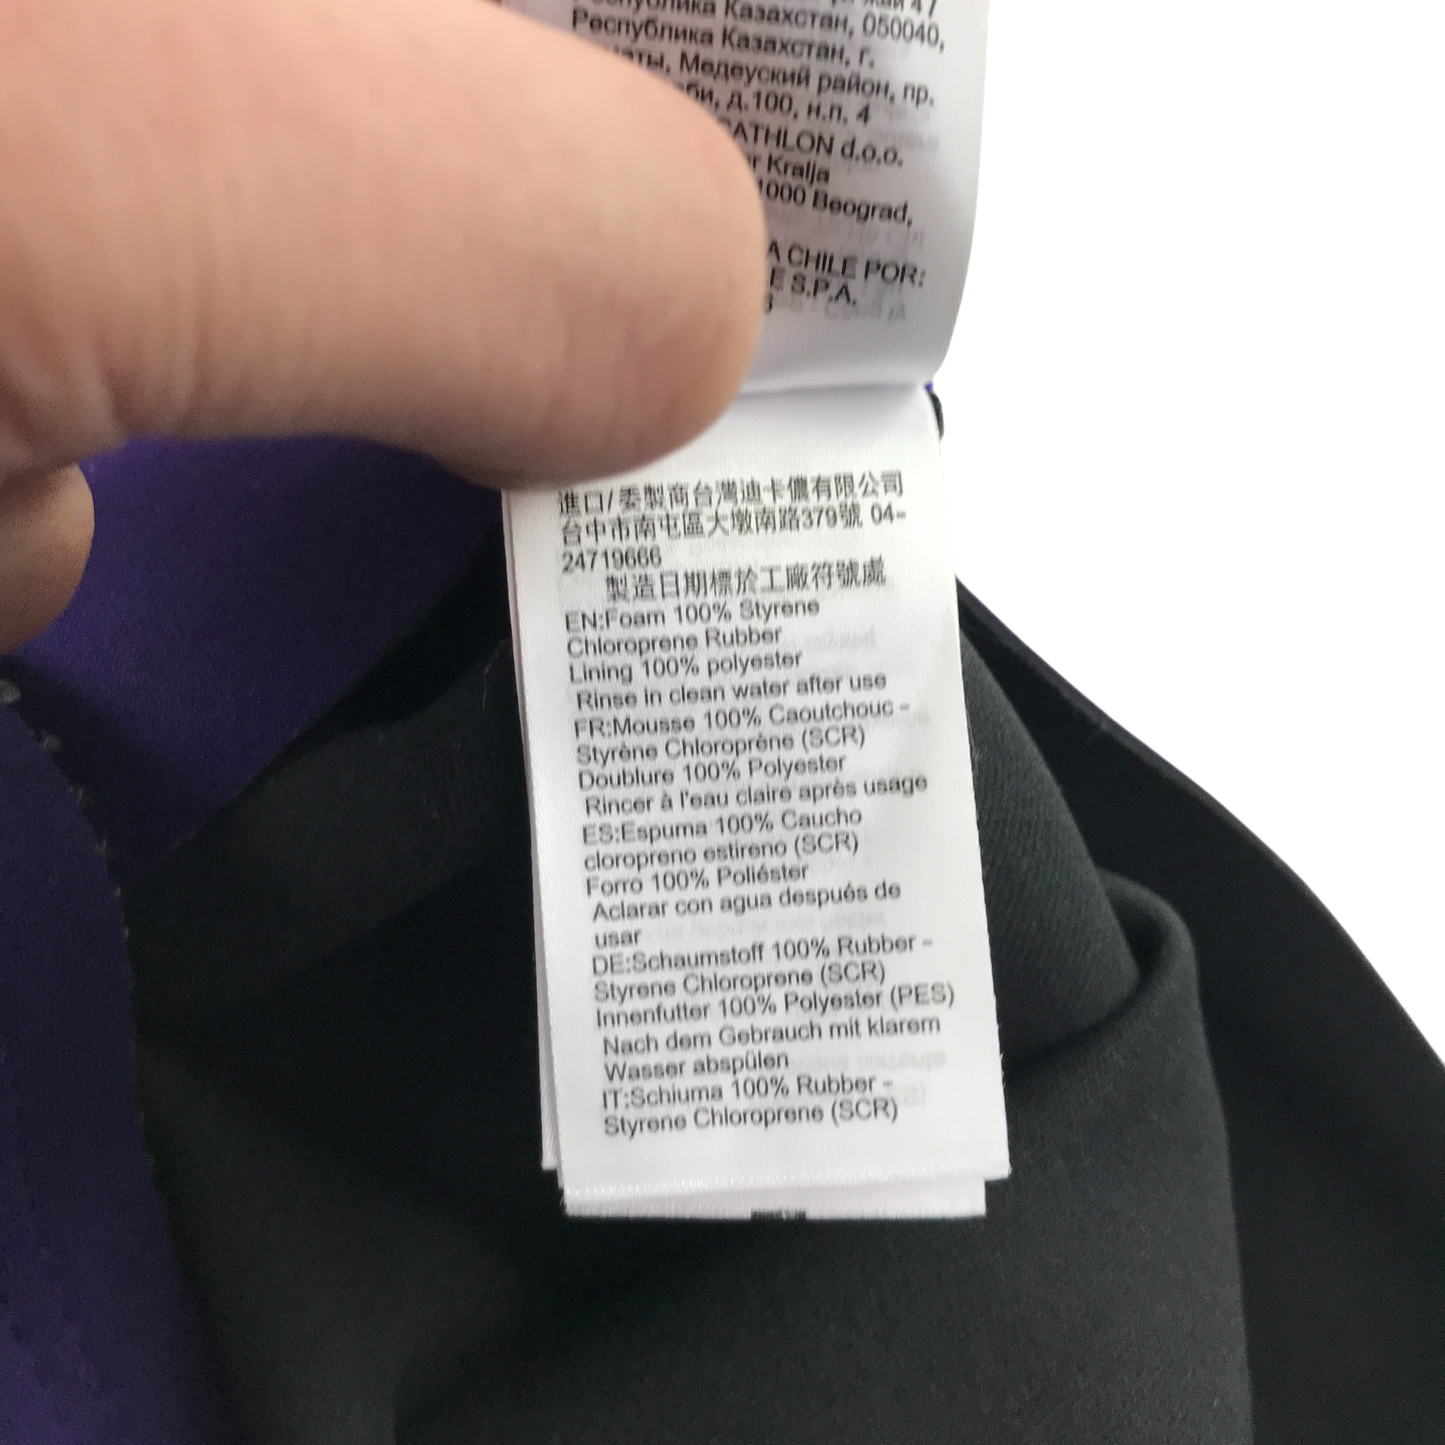 Республика Казахстан, 050040,
Республика Казахстан, г.
Медеуский район, пр.
д.100, н.п. 4
d.o.o.
Kralja
Beograd,
CHILE POR:
S.P.A.
進口/委製商台灣迪卡儂有限公司
台中市南屯區大墩南路379號 04-
24719666
製造日期標於工廠符號處
EN:Foam 100% Styrene
Chloroprene Rubber
Lining 100% polyester
Rinse in clean water after use
FR:Mousse 100% Caoutchouc -
Styrène Chloroprène (SCR)
Doublure 100% Polyester
Rincer à l'eau claire après usage
ES:Espuma 100% Caucho
cloropreno estireno (SCR)
Forro 100% Poliéster
Aclarar con agua después de
usar
DE:Schaumstoff 100% Rubber -
Styrene Chloroprene (SCR)
Innenfutter 100% Polyester (PES)
Nach dem Gebrauch mit klarem
Wasser abspülen
IT:Schiuma 100% Rubber -
Styrene Chloroprene (SCR)